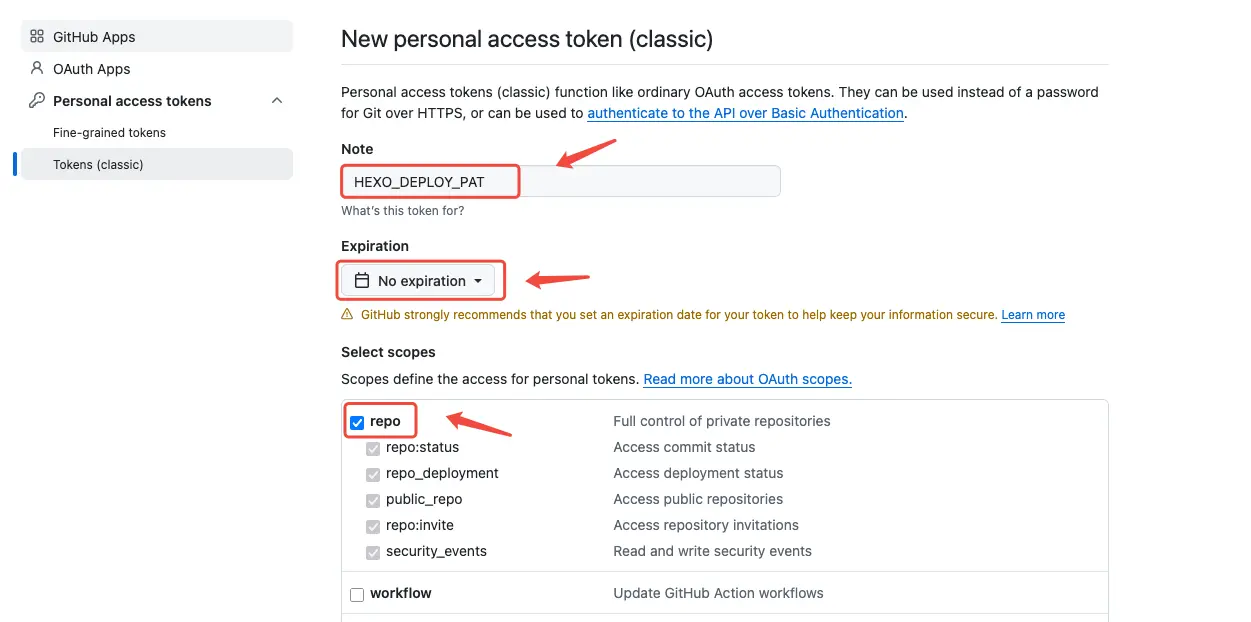 GitHub Apps
OAuth Apps
Personal access tokens
Fine-grained tokens
Tokens (classic)
New personal access token (classic)
Personal access tokens (classic) function like ordinary OAuth access tokens. They can be used instead of a password
for Git over HTTPS, or can be used to authenticate to the API over Basic Authentication.
Note
HEXO_DEPLOY_PAT
What's this token for?
Expiration
No expiration
GitHub strongly recommends that you set an expiration date for your token to help keep your information secure. Learn more
Select scopes
Scopes define the access for personal tokens. Read more about OAuth scopes.
repo Full control of private repositories
repo:status Access commit status
repo_deployment Access deployment status
public_repo Access public repositories
repo:invite Access repository invitations
security_events Read and write security events
workflow Update GitHub Action workflows